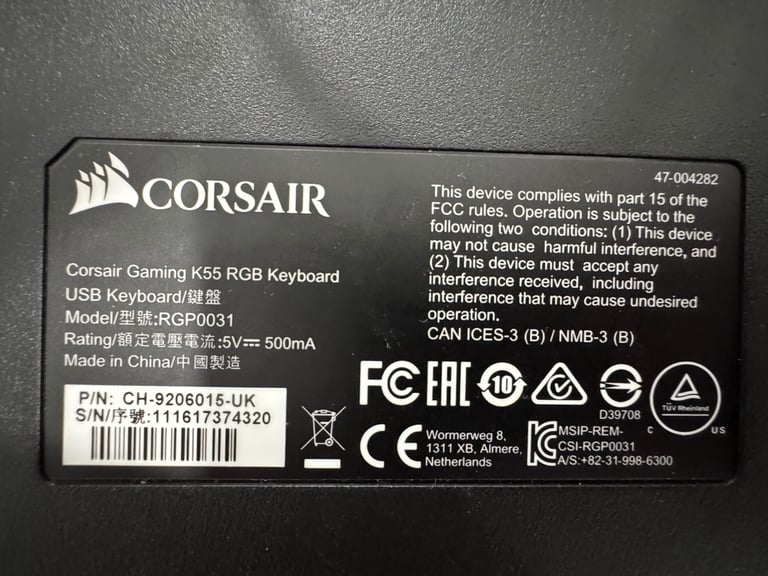 CORSAIR
Corsair Gaming K55 RGB Keyboard
USB Keyboard/鍵盤
Model/型號:RGP0031
Rating/額定電壓電流:5V⎓ 500mA
Made in China/中國製造
P/N: CH-9206015-UK
S/N/序號:111617374320
47-004282
This device complies with part 15 of the
FCC rules. Operation is subject to the
following two conditions: (1) This device
may not cause harmful interference, and
(2) This device must accept any
interference received, including
interference that may cause undesired
operation.
CAN ICES-3 (B) / NMB-3 (B)
FC EAC 10
D39708
TÜV Rheinland
C US
CE
Wormerweg 8,
1311 XB, Almere,
Netherlands
MSIP-REM-
CSI-RGP0031
A/S:+82-31-998-6300